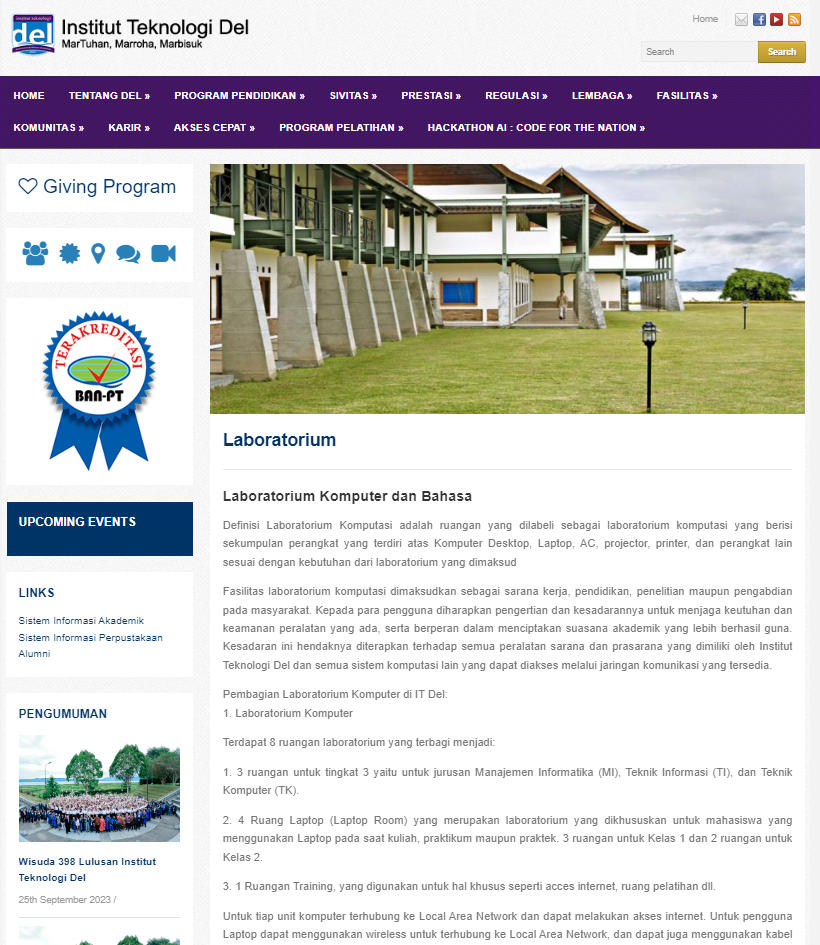 Institut Teknologi Del
MarTuhan, Marroha, Marbisuk
Home
Search
Search
HOME
TENTANG DEL »
PROGRAM PENDIDIKAN »
SIVITAS »
PRESTASI »
REGULASI »
LEMBAGA »
FASILITAS »
KOMUNITAS »
KARIR »
AKSES CEPAT »
PROGRAM PELATIHAN »
HACKATHON AI : CODE FOR THE NATION »
institut teknologi
del
Giving Program
TERAKREDITASI
BAN-PT
UPCOMING EVENTS
LINKS
Sistem Informasi Akademik
Sistem Informasi Perpustakaan
Alumni
PENGUMUMAN
Wisuda 398 Lulusan Institut
Teknologi Del
25th September 2023 /
Laboratorium
Laboratorium Komputer dan Bahasa
Definisi Laboratorium Komputasi adalah ruangan yang dilabeli sebagai laboratorium komputasi yang berisi
sekumpulan perangkat yang terdiri atas Komputer Desktop, Laptop, AC, projector, printer, dan perangkat lain
sesuai dengan kebutuhan dari laboratorium yang dimaksud
Fasilitas laboratorium komputasi dimaksudkan sebagai sarana kerja, pendidikan, penelitian maupun pengabdian
pada masyarakat. Kepada para pengguna diharapkan pengertian dan kesadarannya untuk menjaga keutuhan dan
keamanan peralatan yang ada, serta berperan dalam menciptakan suasana akademik yang lebih berhasil guna.
Kesadaran ini hendaknya diterapkan terhadap semua peralatan sarana dan prasarana yang dimiliki oleh Institut
Teknologi Del dan semua sistem komputasi lain yang dapat diakses melalui jaringan komunikasi yang tersedia.
Pembagian Laboratorium Komputer di IT Del:
1. Laboratorium Komputer
Terdapat 8 ruangan laboratorium yang terbagi menjadi:
1. 3 ruangan untuk tingkat 3 yaitu untuk jurusan Manajemen Informatika (MI), Teknik Informasi (TI), dan Teknik
Komputer (TK).
2. 4 Ruang Laptop (Laptop Room) yang merupakan laboratorium yang dikhususkan untuk mahasiswa yang
menggunakan Laptop pada saat kuliah, praktikum maupun praktek. 3 ruangan untuk Kelas 1 dan 2 ruangan untuk
Kelas 2.
3. 1 Ruangan Training, yang digunakan untuk hal khusus seperti acces internet, ruang pelatihan dll.
Untuk tiap unit komputer terhubung ke Local Area Network dan dapat melakukan akses internet. Untuk pengguna
Laptop dapat menggunakan wireless untuk terhubung ke Local Area Network, dan dapat juga menggunakan kabel